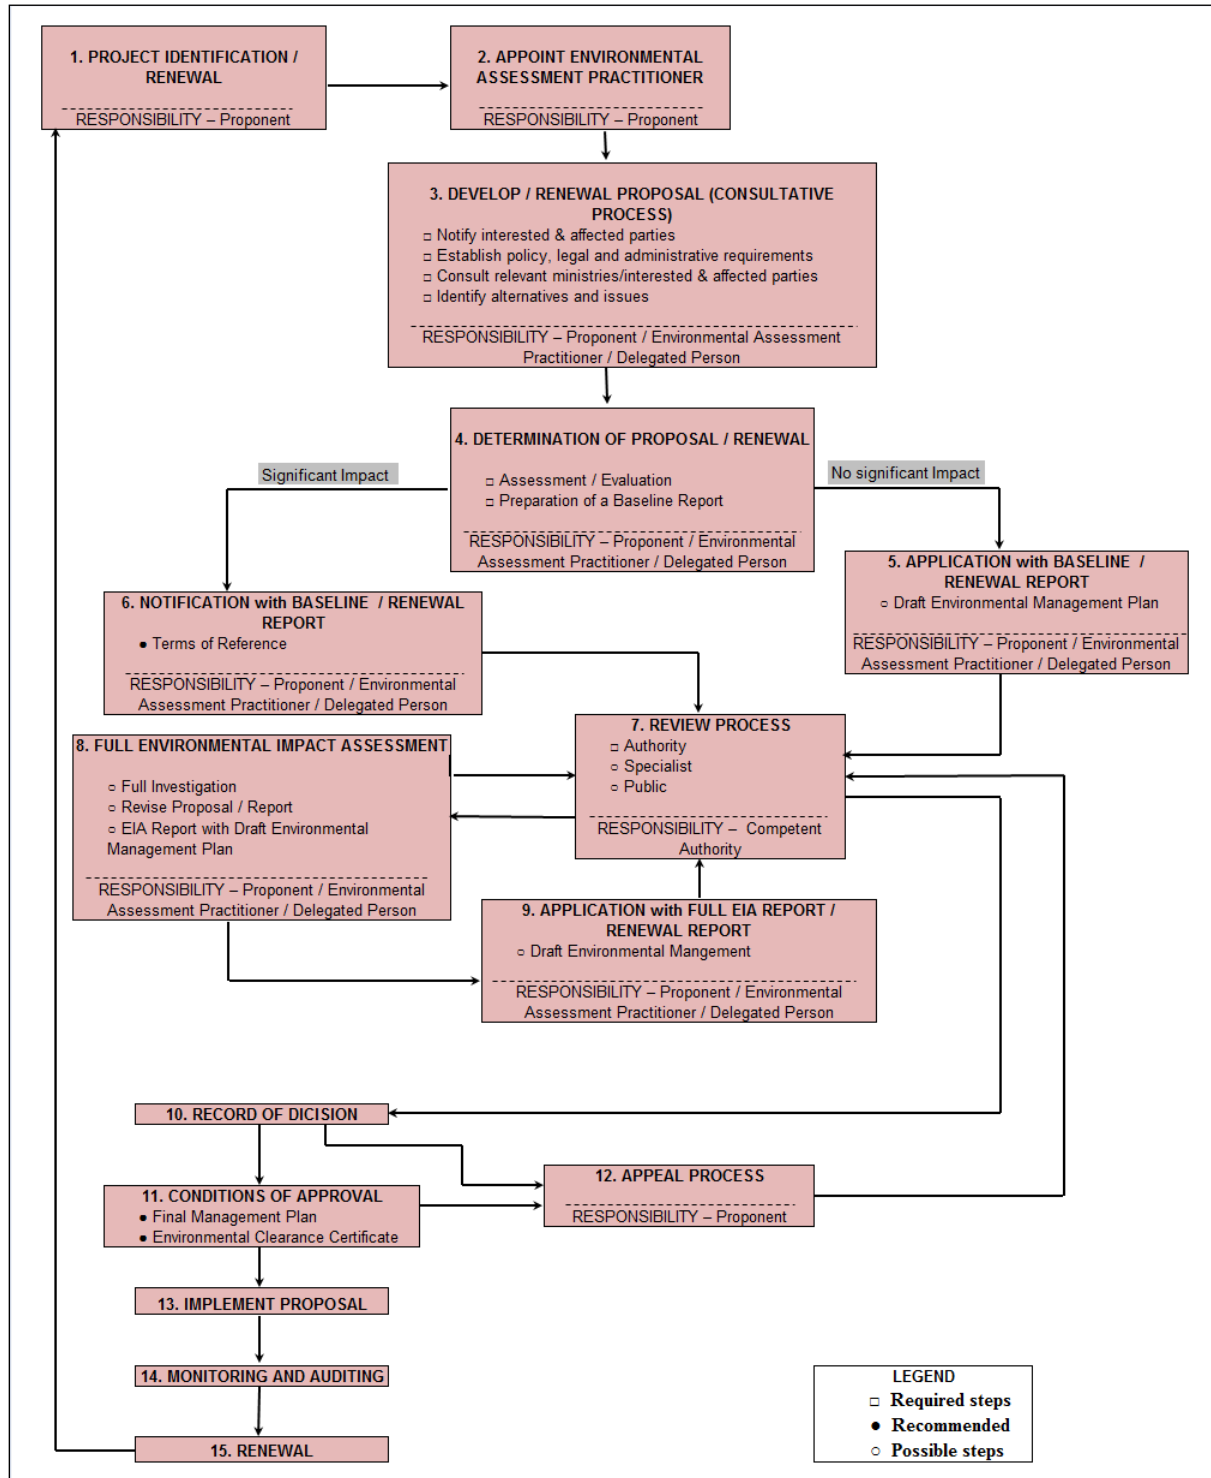 1. PROJECT IDENTIFICATION /
RENEWAL
RESPONSIBILITY – Proponent
2. APPOINT ENVIRONMENTAL
ASSESSMENT PRACTITIONER
RESPONSIBILITY – Proponent
3. DEVELOP / RENEWAL PROPOSAL (CONSULTATIVE
PROCESS)
□ Notify interested & affected parties
□ Establish policy, legal and administrative requirements
□ Consult relevant ministries/interested & affected parties
□ Identify alternatives and issues
RESPONSIBILITY – Proponent / Environmental Assessment
Practitioner / Delegated Person
4. DETERMINATION OF PROPOSAL / RENEWAL
□ Assessment / Evaluation
□ Preparation of a Baseline Report
RESPONSIBILITY – Proponent / Environmental
Assessment Practitioner / Delegated Person
Significant Impact
No significant Impact
5. APPLICATION with BASELINE /
RENEWAL REPORT
○ Draft Environmental Management Plan
RESPONSIBILITY – Proponent / Environmental
Assessment Practitioner / Delegated Person
6. NOTIFICATION with BASELINE / RENEWAL
REPORT
● Terms of Reference
RESPONSIBILITY – Proponent / Environmental
Assessment Practitioner / Delegated Person
7. REVIEW PROCESS
□ Authority
○ Specialist
○ Public
RESPONSIBILITY – Competent
Authority
8. FULL ENVIRONMENTAL IMPACT ASSESSMENT
○ Full Investigation
○ Revise Proposal / Report
○ EIA Report with Draft Environmental
Management Plan
RESPONSIBILITY – Proponent / Environmental
Assessment Practitioner / Delegated Person
9. APPLICATION with FULL EIA REPORT /
RENEWAL REPORT
○ Draft Environmental Mangement
RESPONSIBILITY – Proponent / Environmental
Assessment Practitioner / Delegated Person
10. RECORD OF DICISION
11. CONDITIONS OF APPROVAL
● Final Management Plan
● Environmental Clearance Certificate
12. APPEAL PROCESS
RESPONSIBILITY – Proponent
13. IMPLEMENT PROPOSAL
14. MONITORING AND AUDITING
15. RENEWAL
LEGEND
□ Required steps
● Recommended
○ Possible steps